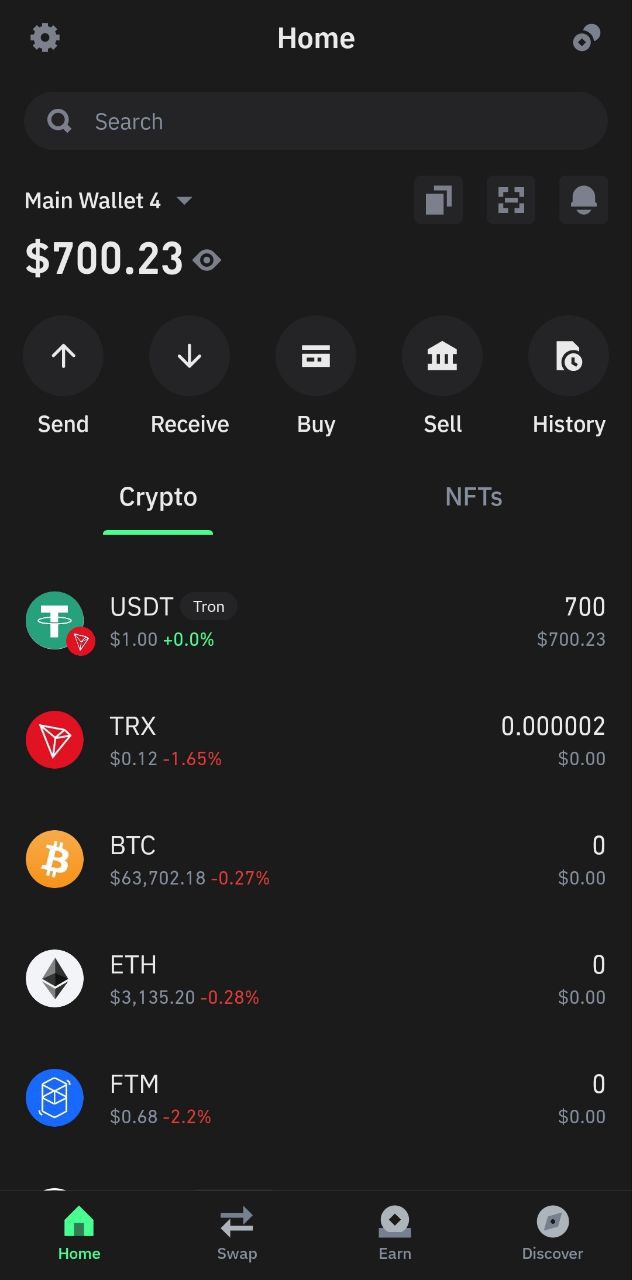 Home
Search
Main Wallet 4
$700.23
Send Receive Buy Sell History
Crypto NFTs
USDT Tron 700
$1.00 +0.0% $700.23
TRX 0.000002
$0.12 -1.65% $0.00
BTC 0
$63,702.18 -0.27% $0.00
ETH 0
$3,135.20 -0.28% $0.00
FTM 0
$0.68 -2.2% $0.00
Home Swap Earn Discover